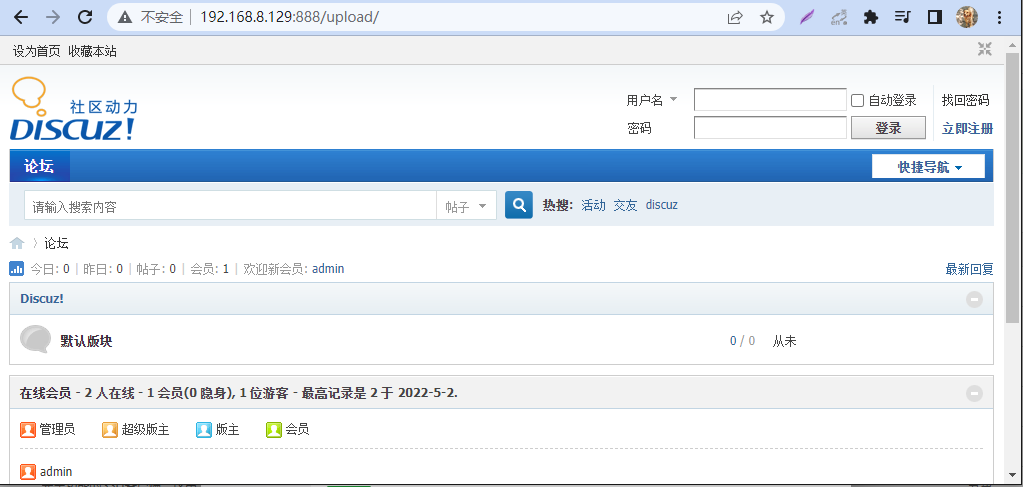 不安全 192.168.8.129:888/upload/
设为首页 收藏本站
社区动力
DISCUZ!
用户名 自动登录 找回密码
密码 登录 立即注册
论坛 快捷导航
请输入搜索内容 帖子 热搜: 活动 交友 discuz
论坛
今日: 0 | 昨日: 0 | 帖子: 0 | 会员: 1 | 欢迎新会员: admin 最新回复
Discuz!
默认版块 0 / 0 从未
在线会员 - 2 人在线 - 1 会员(0 隐身), 1 位游客 - 最高记录是 2 于 2022-5-2.
管理员 超级版主 版主 会员
admin